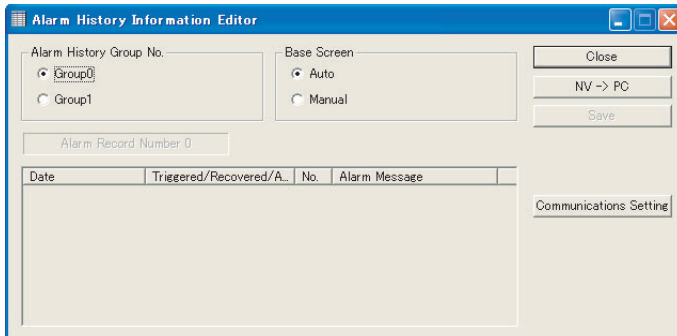 Alarm History Information Editor
Alarm History Group No.
Group0
Group1
Base Screen
Auto
Manual
Close
NV -> PC
Save
Alarm Record Number 0
Date Triggered/Recovered/A... No. Alarm Message
Communications Setting